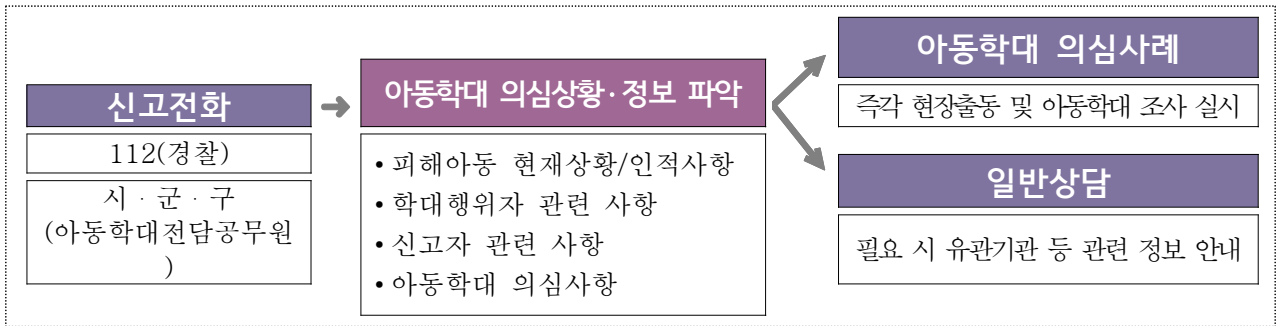 신고전화
112(경찰)
시 · 군 · 구
(아동학대전담공무원
)
아동학대 의심상황·정보 파악
• 피해아동 현재상황/인적사항
• 학대행위자 관련 사항
• 신고자 관련 사항
• 아동학대 의심사항
아동학대 의심사례
즉각 현장출동 및 아동학대 조사 실시
일반상담
필요 시 유관기관 등 관련 정보 안내